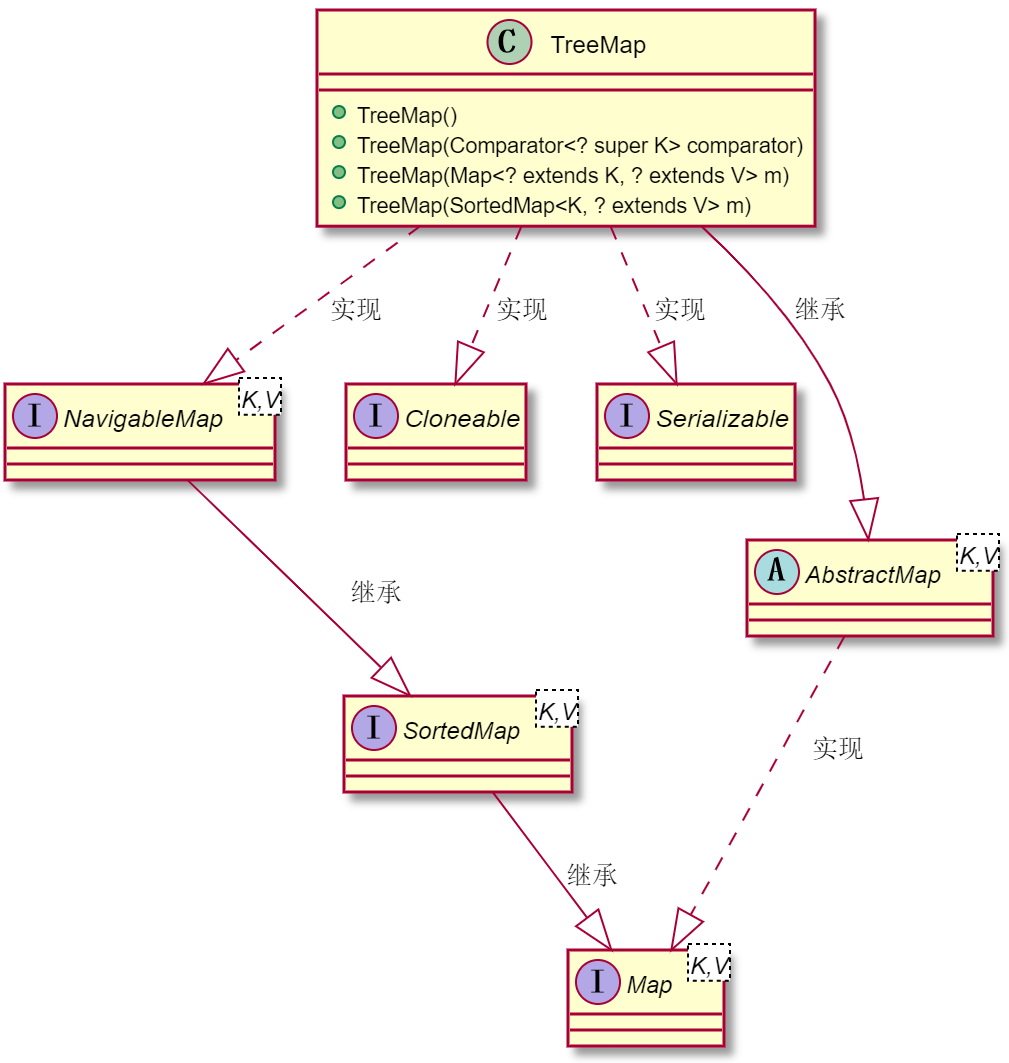 C TreeMap
TreeMap()
TreeMap(Comparator<? super K> comparator)
TreeMap(Map<? extends K, ? extends V> m)
TreeMap(SortedMap<K, ? extends V> m)
实现
实现
实现
继承
I NavigableMap K,V
I Cloneable
I Serializable
A AbstractMap K,V
继承
I SortedMap K,V
实现
继承
I Map K,V